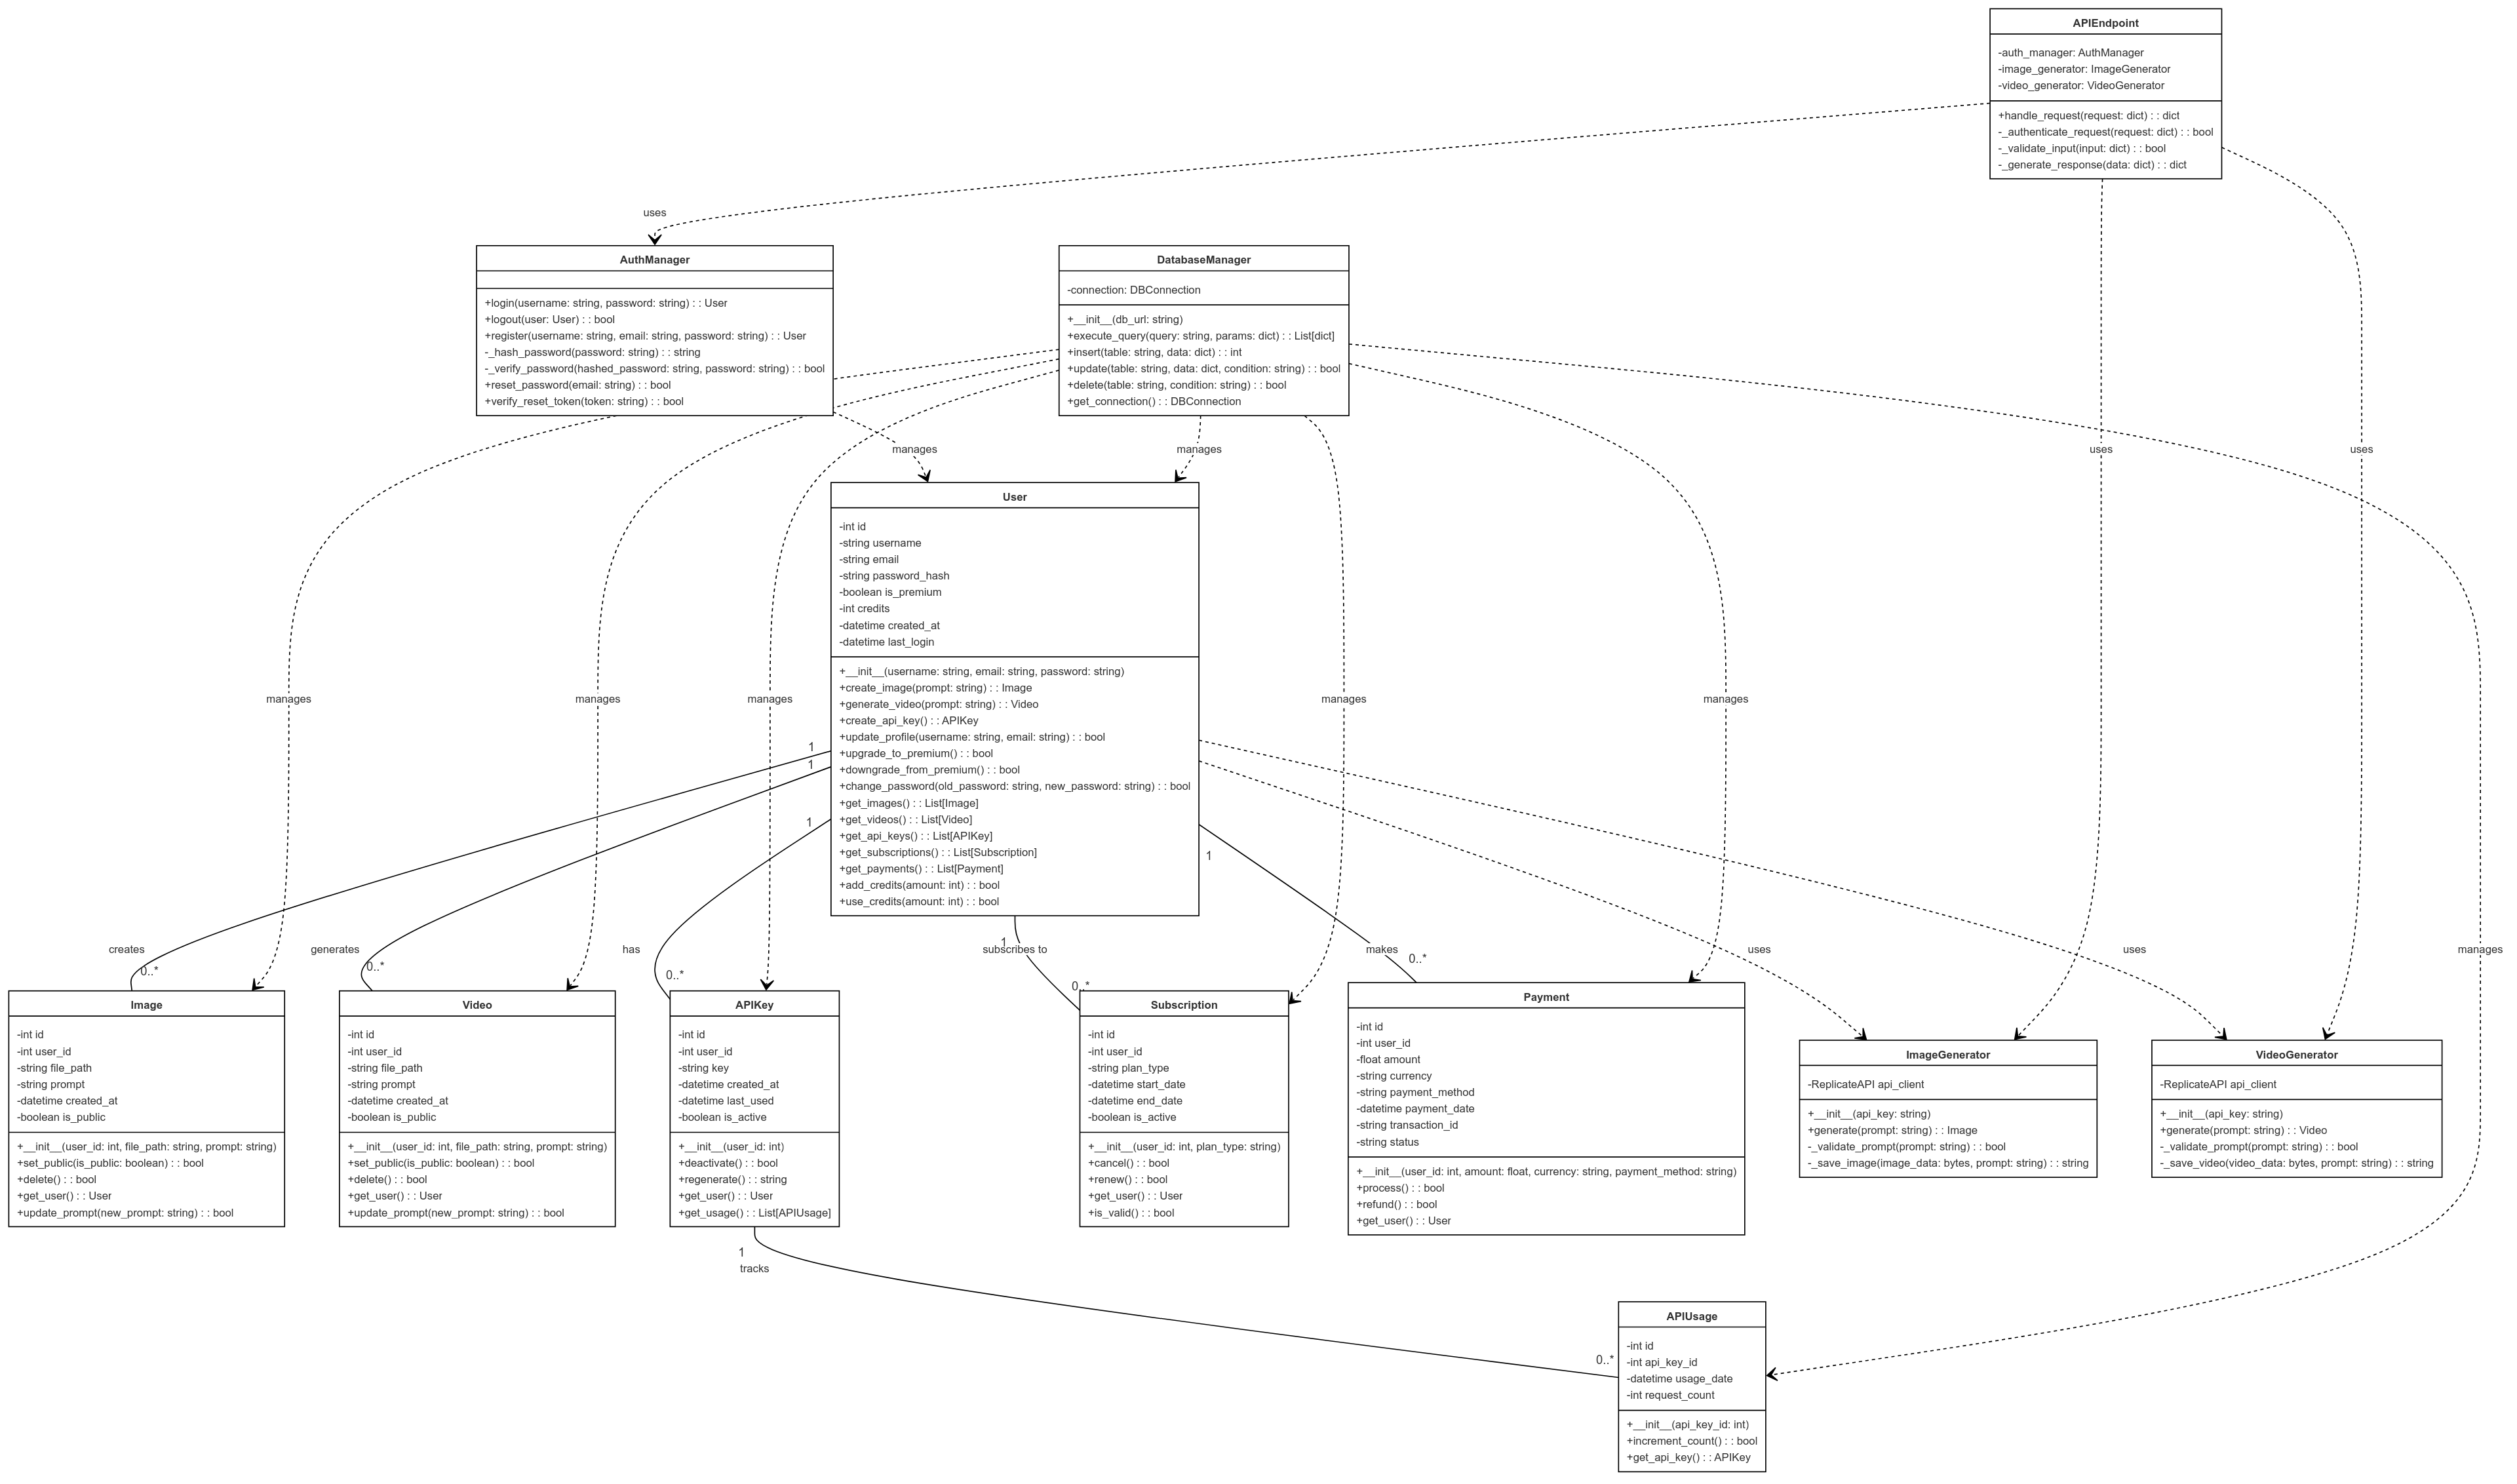 APIEndpoint
-auth_manager: AuthManager
-image_generator: ImageGenerator
-video_generator: VideoGenerator
+handle_request(request: dict) : : dict
-_authenticate_request(request: dict) : : bool
-_validate_input(input: dict) : : bool
-_generate_response(data: dict) : : dict
uses
AuthManager
+login(username: string, password: string) : : User
+logout(user: User) : : bool
+register(username: string, email: string, password: string) : : User
-_hash_password(password: string) : : string
-_verify_password(hashed_password: string, password: string) : : bool
+reset_password(email: string) : : bool
+verify_reset_token(token: string) : : bool
DatabaseManager
-connection: DBConnection
+__init__(db_url: string)
+execute_query(query: string, params: dict) : : List[dict]
+insert(table: string, data: dict) : : int
+update(table: string, data: dict, condition: string) : : bool
+delete(table: string, condition: string) : : bool
+get_connection() : : DBConnection
manages
manages
uses
uses
User
-int id
-string username
-string email
-string password_hash
-boolean is_premium
-int credits
-datetime created_at
-datetime last_login
+__init__(username: string, email: string, password: string)
+create_image(prompt: string) : : Image
+generate_video(prompt: string) : : Video
+create_api_key() : : APIKey
+update_profile(username: string, email: string) : : bool
+upgrade_to_premium() : : bool
+downgrade_from_premium() : : bool
+change_password(old_password: string, new_password: string) : : bool
+get_images() : : List[Image]
+get_videos() : : List[Video]
+get_api_keys() : : List[APIKey]
+get_subscriptions() : : List[Subscription]
+get_payments() : : List[Payment]
+add_credits(amount: int) : : bool
+use_credits(amount: int) : : bool
manages
manages
manages
manages
manages
1
1
1
1
1
creates
generates
has
subscribes to
makes
uses
uses
manages
0..*
0..*
0..*
0..*
0..*
Image
-int id
-int user_id
-string file_path
-string prompt
-datetime created_at
-boolean is_public
+__init__(user_id: int, file_path: string, prompt: string)
+set_public(is_public: boolean) : : bool
+delete() : : bool
+get_user() : : User
+update_prompt(new_prompt: string) : : bool
Video
-int id
-int user_id
-string file_path
-string prompt
-datetime created_at
-boolean is_public
+__init__(user_id: int, file_path: string, prompt: string)
+set_public(is_public: boolean) : : bool
+delete() : : bool
+get_user() : : User
+update_prompt(new_prompt: string) : : bool
APIKey
-int id
-int user_id
-string key
-datetime created_at
-datetime last_used
-boolean is_active
+__init__(user_id: int)
+deactivate() : : bool
+regenerate() : : string
+get_user() : : User
+get_usage() : : List[APIUsage]
Subscription
-int id
-int user_id
-string plan_type
-datetime start_date
-datetime end_date
-boolean is_active
+__init__(user_id: int, plan_type: string)
+cancel() : : bool
+renew() : : bool
+get_user() : : User
+is_valid() : : bool
Payment
-int id
-int user_id
-float amount
-string currency
-string payment_method
-datetime payment_date
-string transaction_id
-string status
+__init__(user_id: int, amount: float, currency: string, payment_method: string)
+process() : : bool
+refund() : : bool
+get_user() : : User
ImageGenerator
-ReplicateAPI api_client
+__init__(api_key: string)
+generate(prompt: string) : : Image
-_validate_prompt(prompt: string) : : bool
-_save_image(image_data: bytes, prompt: string) : : string
VideoGenerator
-ReplicateAPI api_client
+__init__(api_key: string)
+generate(prompt: string) : : Video
-_validate_prompt(prompt: string) : : bool
-_save_video(video_data: bytes, prompt: string) : : string
1
tracks
0..*
APIUsage
-int id
-int api_key_id
-datetime usage_date
-int request_count
+__init__(api_key_id: int)
+increment_count() : : bool
+get_api_key() : : APIKey